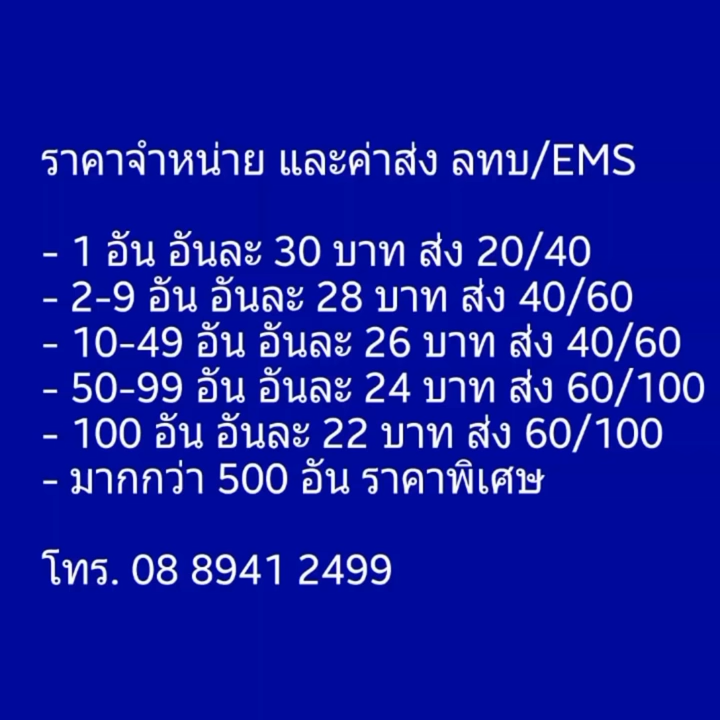 ราคาจำหน่าย และค่าส่ง ลทบ/EMS
- 1 อัน อันละ 30 บาท ส่ง 20/40
- 2-9 อัน อันละ 28 บาท ส่ง 40/60
- 10-49 อัน อันละ 26 บาท ส่ง 40/60
- 50-99 อัน อันละ 24 บาท ส่ง 60/100
- 100 อัน อันละ 22 บาท ส่ง 60/100
- มากกว่า 500 อัน ราคาพิเศษ
โทร. 08 8941 2499